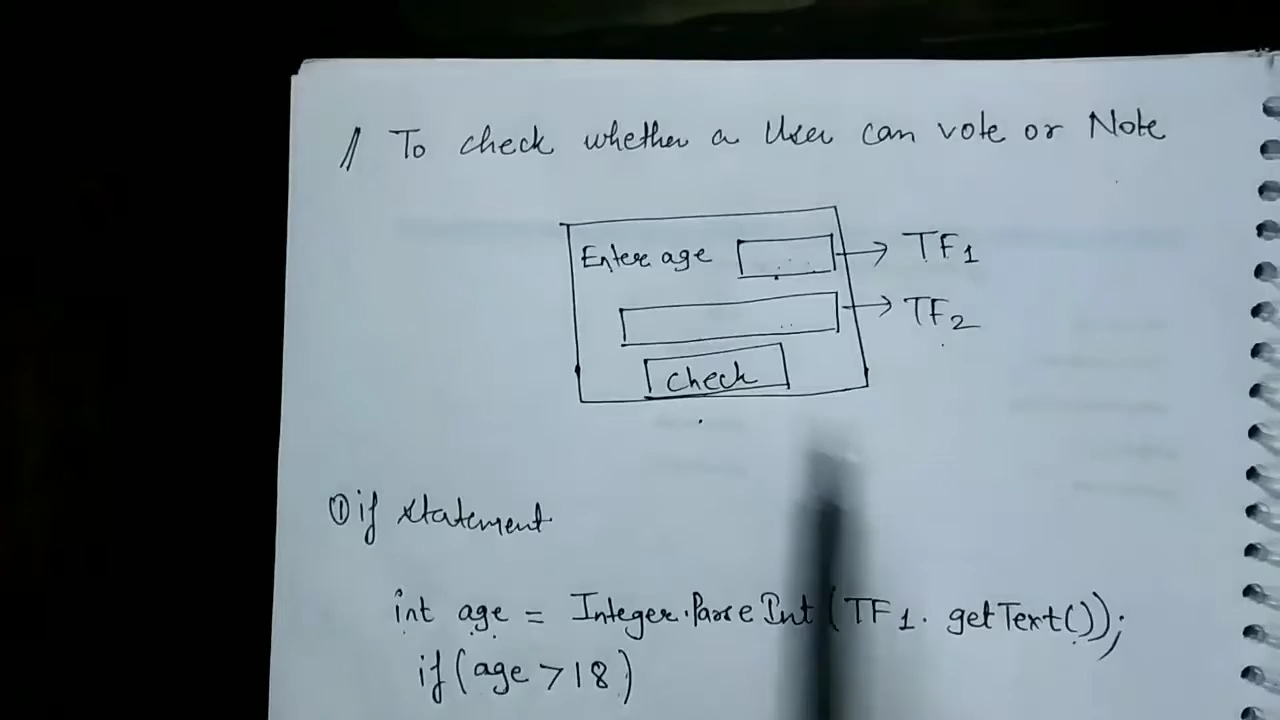 // To check whether a User can vote or Note
Enter age → TF1
→ TF2
Check
① if statement
int age = Integer.ParseInt(TF1.getText());
if(age >18)